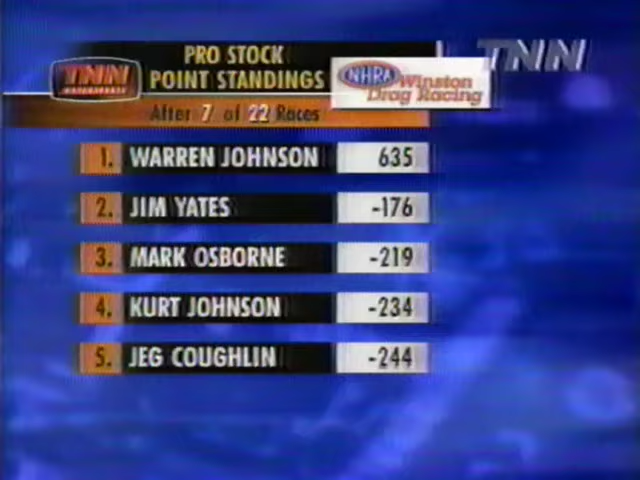 TNN
PRO STOCK
TNN
POINT STANDINGS
NHRA Winston
Drag Racing
After 7 of 22 Races
1. WARREN JOHNSON 635
2. JIM YATES -176
3. MARK OSBORNE -219
4. KURT JOHNSON -234
5. JEG COUGHLIN -244